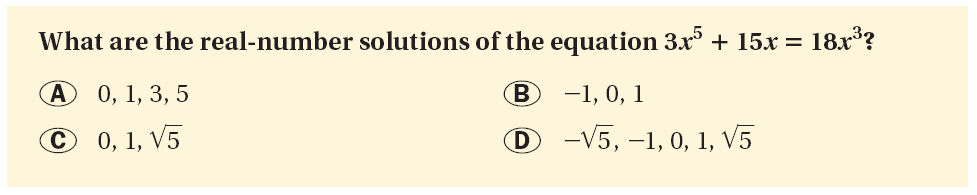 What are the real-number solutions of the equation 3x⁵ + 15x = 18x³?
Ⓐ 0, 1, 3, 5 Ⓑ −1, 0, 1
Ⓒ 0, 1, √5 Ⓓ −√5, −1, 0, 1, √5